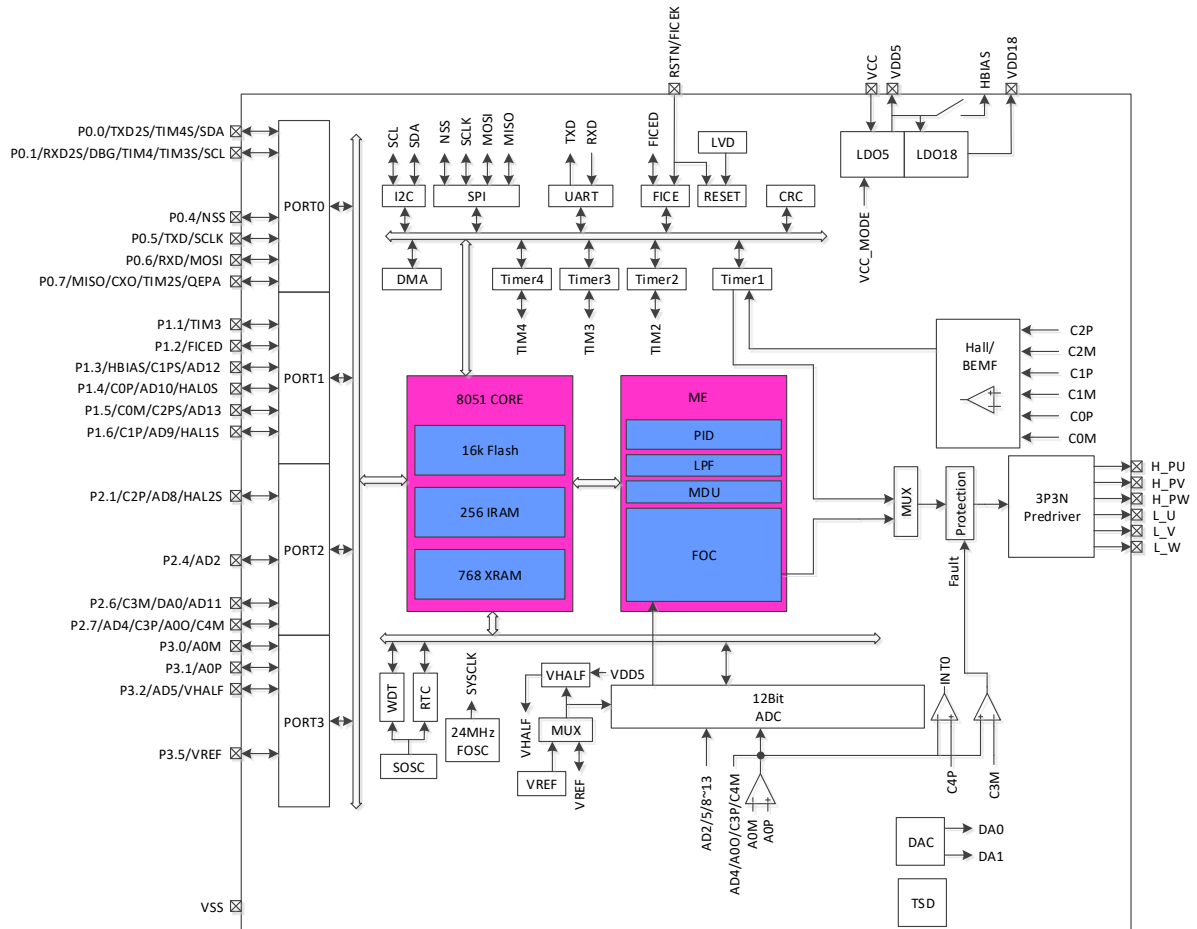 RSTN/FICEK
VCC
VDD5
HBIAS
VDD18
P0.0/TXD2S/TIM4S/SDA
P0.1/RXD2S/DBG/TIM4/TIM3S/SCL
P0.4/NSS
P0.5/TXD/SCLK
P0.6/RXD/MOSI
P0.7/MISO/CXO/TIM2S/QEPA
P1.1/TIM3
P1.2/FICED
P1.3/HBIAS/C1PS/AD12
P1.4/C0P/AD10/HAL0S
P1.5/C0M/C2PS/AD13
P1.6/C1P/AD9/HAL1S
P2.1/C2P/AD8/HAL2S
P2.4/AD2
P2.6/C3M/DA0/AD11
P2.7/AD4/C3P/A0O/C4M
P3.0/A0M
P3.1/A0P
P3.2/AD5/VHALF
P3.5/VREF
VSS
PORT0
PORT1
PORT2
PORT3
SCL
SDA
NSS
SCLK
MOSI
MISO
TXD
RXD
FICED
LVD
I2C
SPI
UART
FICE
RESET
CRC
LDO5
LDO18
VCC_MODE
DMA
Timer4
Timer3
Timer2
Timer1
TIM4
TIM3
TIM2
Hall/
BEMF
C2P
C2M
C1P
C1M
C0P
C0M
8051 CORE
16k Flash
256 IRAM
768 XRAM
ME
PID
LPF
MDU
FOC
MUX
Protection
Fault
3P3N
Predriver
H_PU
H_PV
H_PW
L_U
L_V
L_W
WDT
RTC
SOSC
SYSCLK
24MHz
FOSC
VHALF
VDD5
VHALF
MUX
VREF
VREF
12Bit
ADC
AD2/5/8~13
AD4/A0O/C3P/C4M
A0M
A0P
INT0
C4P
C3M
DAC
DA0
DA1
TSD